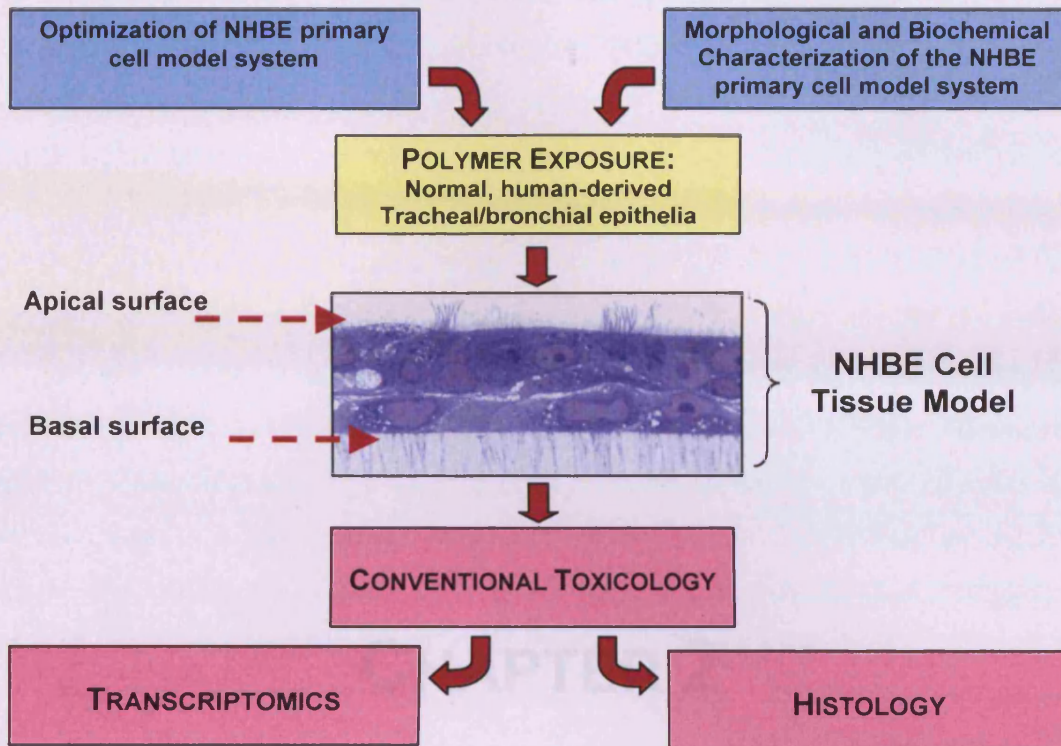 Optimization of NHBE primary
cell model system
Morphological and Biochemical
Characterization of the NHBE
primary cell model system
POLYMER EXPOSURE:
Normal, human-derived
Tracheal/bronchial epithelia
Apical surface
Basal surface
NHBE Cell
Tissue Model
CONVENTIONAL TOXICOLOGY
CHAPTER 2
TRANSCRIPTOMICS
HISTOLOGY